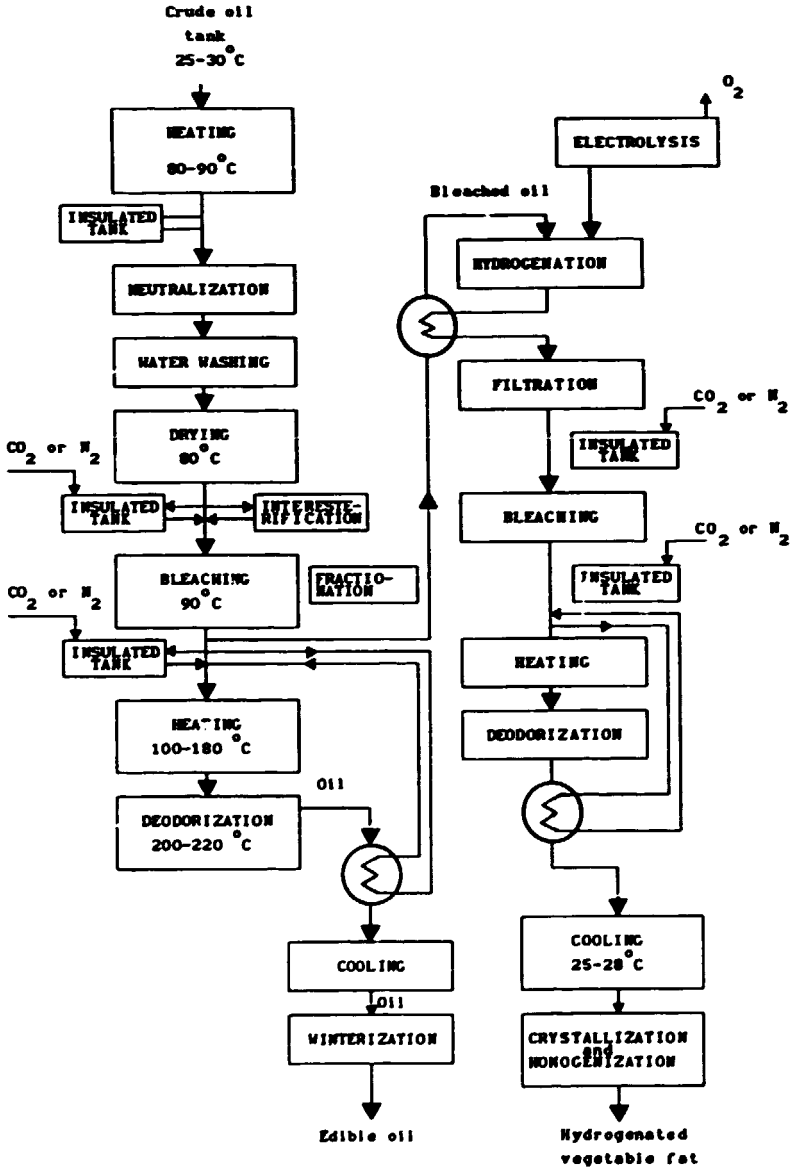 Crude oil
tank
25-30°C
HEATING
80-90°C
INSULATED
TANK
NEUTRALIZATION
WATER WASHING
DRYING
80°C
CO2 or N2
INSULATED
TANK
INTERESTE-
RIFICATION
BLEACHING
90°C
FRACTIO-
NATION
CO2 or N2
INSULATED
TANK
HEATING
100-180 °C
DEODORIZATION
200-220 °C
Oil
COOLING
Oil
WINTERIZATION
Edible oil
O2
ELECTROLYSIS
Bleached oil
HYDROGENATION
FILTRATION
CO2 or N2
INSULATED
TANK
BLEACHING
CO2 or N2
INSULATED
TANK
HEATING
DEODORIZATION
COOLING
25-28°C
CRYSTALLIZATION
and
HOMOGENIZATION
Hydrogenated
vegetable fat